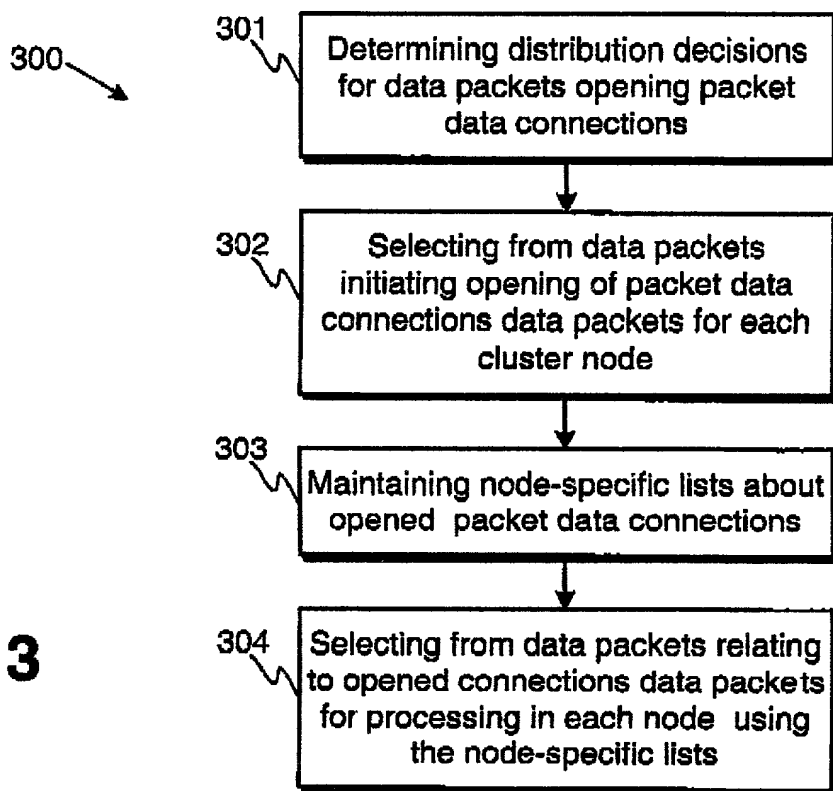 300
301
Determining distribution decisions
for data packets opening packet
data connections
302
Selecting from data packets
initiating opening of packet data
connections data packets for each
cluster node
303
Maintaining node-specific lists about
opened packet data connections
3
304
Selecting from data packets relating
to opened connections data packets
for processing in each node using
the node-specific lists